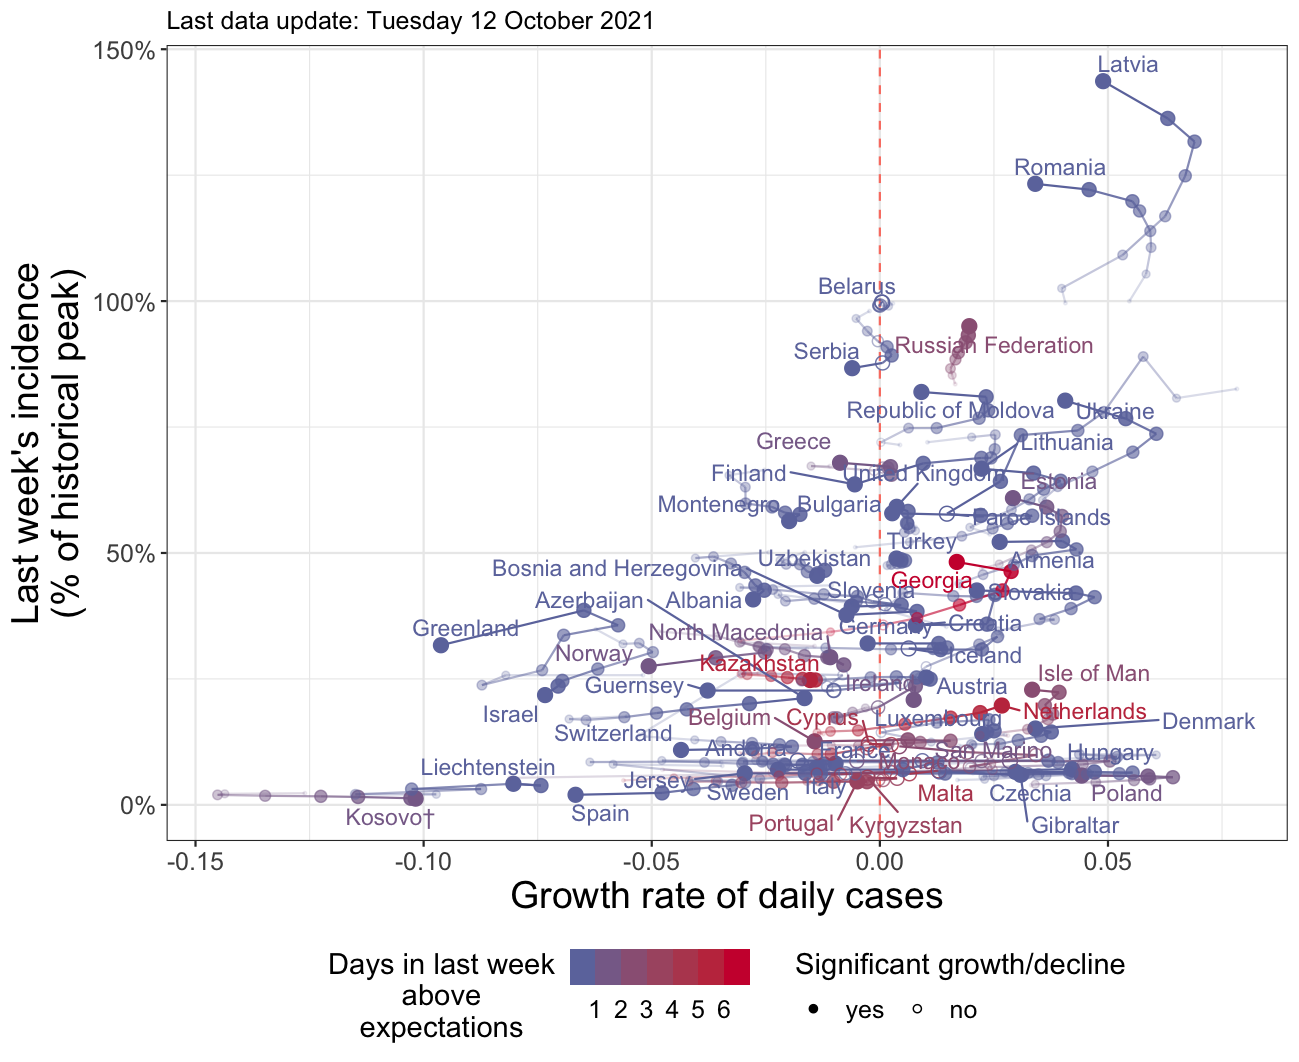 Last data update: Tuesday 12 October 2021
150%
100%
50%
0%
Last week's incidence
(% of historical peak)
Latvia
Romania
Belarus
Serbia
Russian Federation
Republic of Moldova
Ukraine
Greece
Lithuania
Finland
United Kingdom
Estonia
Montenegro
Bulgaria
Faroe Islands
Turkey
Uzbekistan
Armenia
Bosnia and Herzegovina
Georgia
Slovenia
Slovakia
Azerbaijan
Albania
Greenland
Germany
Croatia
North Macedonia
Norway
Iceland
Kazakhstan
Isle of Man
Guernsey
Ireland
Austria
Israel
Belgium
Cyprus
Luxembourg
Netherlands
Denmark
Switzerland
Andorra
France
San Marino
Hungary
Liechtenstein
Monaco
Jersey
Sweden
Italy
Malta
Czechia
Poland
Kosovo†
Spain
Portugal
Kyrgyzstan
Gibraltar
-0.15
-0.10
-0.05
0.00
0.05
Growth rate of daily cases
Days in last week
above
expectations
1 2 3 4 5 6
Significant growth/decline
yes
no